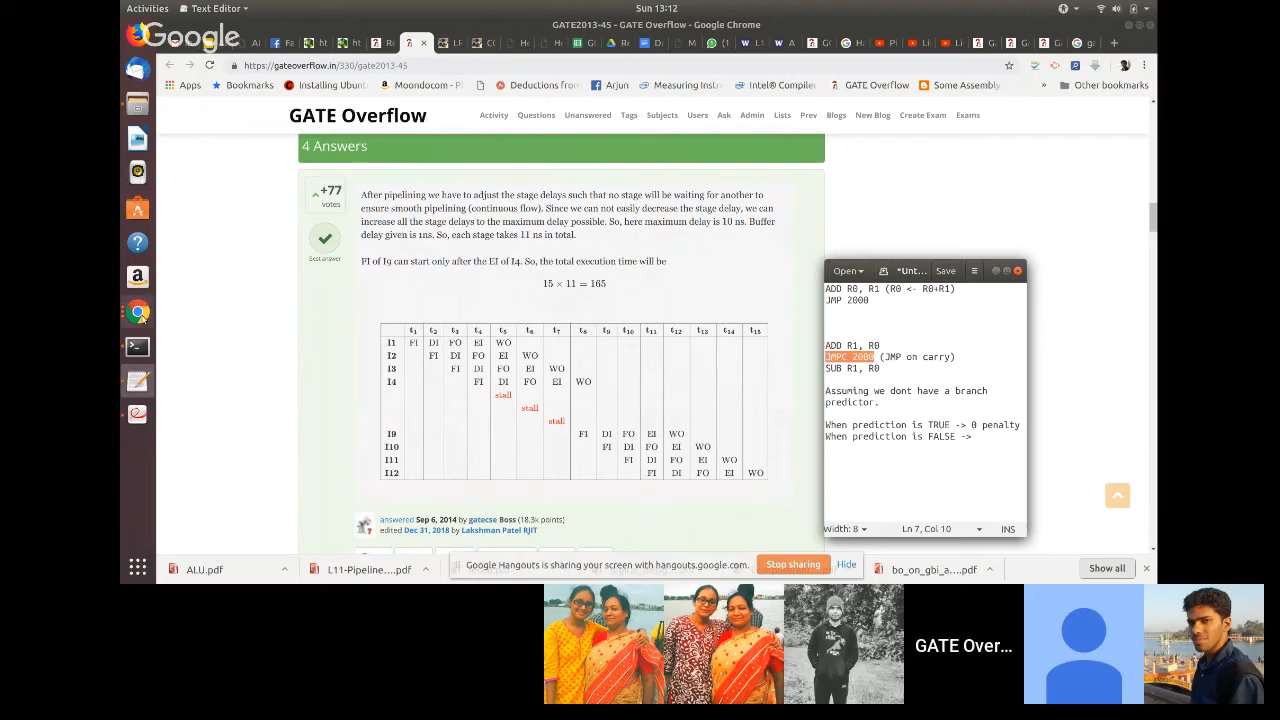 Activities
Text Editor
Sun 13:12
GATE2013-45 - GATE Overflow - Google Chrome
Google
https://gateoverflow.in/330/gate2013-45
Apps
Bookmarks
Installing Ubunt
Moondocom - P
Deductions from
Arjun
Measuring Instr
Intel® Compile
GATE Overflow
Some Assembly
»
Other bookmarks
GATE Overflow
Activity Questions Unanswered Tags Subjects Users Ask Admin Lists Prev Blogs New Blog Create Exam Exams
4 Answers
+77
votes
Best answer
After pipelining we have to adjust the stage delays such that no stage will be waiting for another to
ensure smooth pipelining (continuous flow). Since we can not easily decrease the stage delay, we can
increase all the stage delays to the maximum delay possible. So, here maximum delay is 10 ns. Buffer
delay given is 1ns. So, each stage takes 11 ns in total.
FI of I9 can start only after the EI of I4. So, the total execution time will be
15 × 11 = 165
t1 t2 t3 t4 t5 t6 t7 t8 t9 t10 t11 t12 t13 t14 t15
I1 FI DI FO EI WO
I2 FI DI FO EI WO
I3 FI DI FO EI WO
I4 FI DI FO EI WO
stall
stall
stall
I9 FI DI FO EI WO
I10 FI DI FO EI WO
I11 FI DI FO EI WO
I12 FI DI FO EI WO
answered Sep 6, 2014 by gatecse Boss (18.3k points)
edited Dec 31, 2018 by Lakshman Patel RJIT
Open
*Unt...
Save
ADD R0, R1 (R0 <- R0+R1)
JMP 2000
ADD R1, R0
JMPC 2000 (JMP on carry)
SUB R1, R0
Assuming we dont have a branch
predictor.
When prediction is TRUE -> 0 penalty
When prediction is FALSE ->
Width: 8
Ln 7, Col 10
INS
ALU.pdf
L11-Pipeline....pdf
Google Hangouts is sharing your screen with hangouts.google.com.
Stop sharing
Hide
bo_on_gbi_a....pdf
Show all
GATE Over...